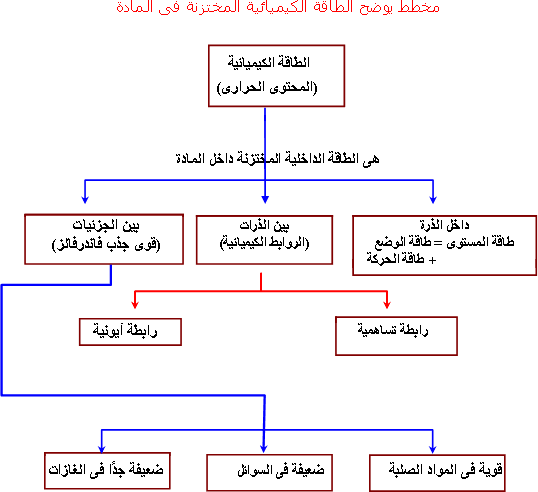 مخطط يوضح الطاقة الكيميائية المختزنة فى المادة
الطاقة الكيميائية
(المحتوى الحرارى)
هى الطاقة الداخلية المختزنة داخل المادة
داخل الذرة
طاقة المستوى = طاقة الوضع
+ طاقة الحركة
بين الذرات
(الروابط الكيميائية)
بين الجزئيات
(قوى جذب فاندرفالز)
رابطة تساهمية
رابطة أيونية
قوية فى المواد الصلبة
ضعيفة فى السوائل
ضعيفة جدًا فى الغازات